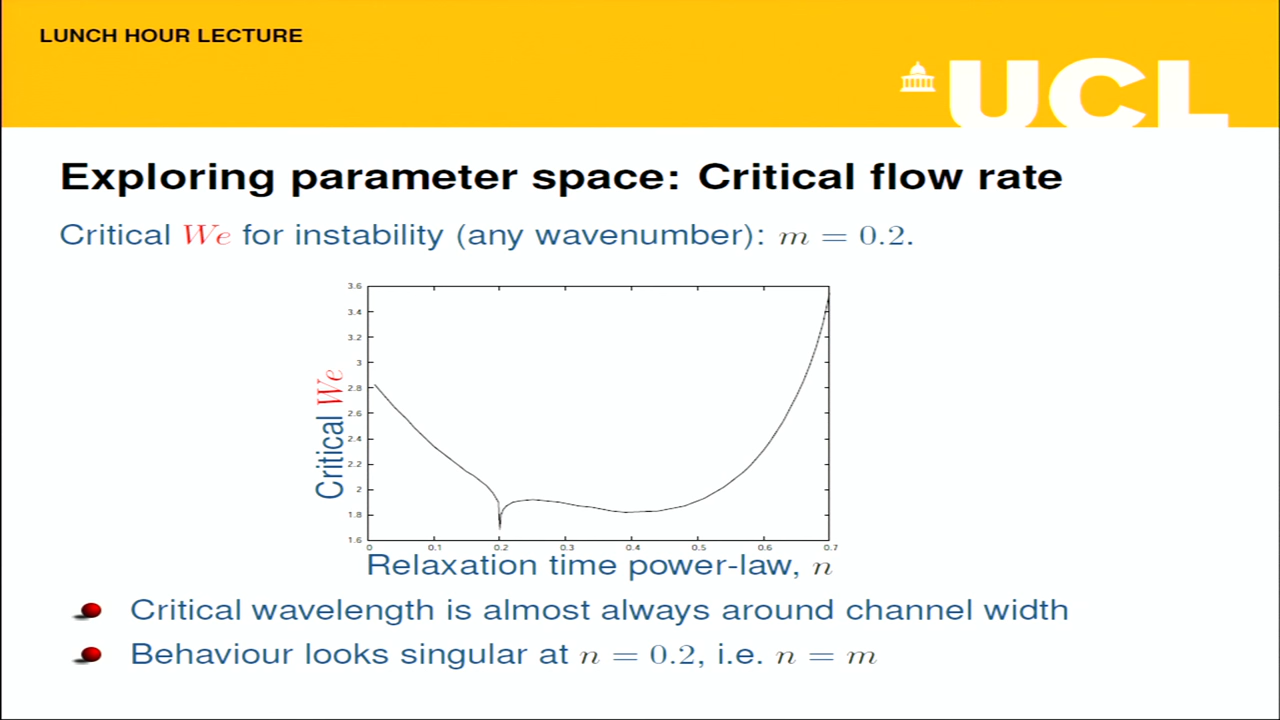 LUNCH HOUR LECTURE
UCL
Exploring parameter space: Critical flow rate
Critical We for instability (any wavenumber): m = 0.2.
Critical We
3.6
3.4
3.2
3
2.8
2.6
2.4
2.2
2
1.8
1.6
0 0.1 0.2 0.3 0.4 0.5 0.6 0.7
Relaxation time power-law, n
Critical wavelength is almost always around channel width
Behaviour looks singular at n = 0.2, i.e. n = m